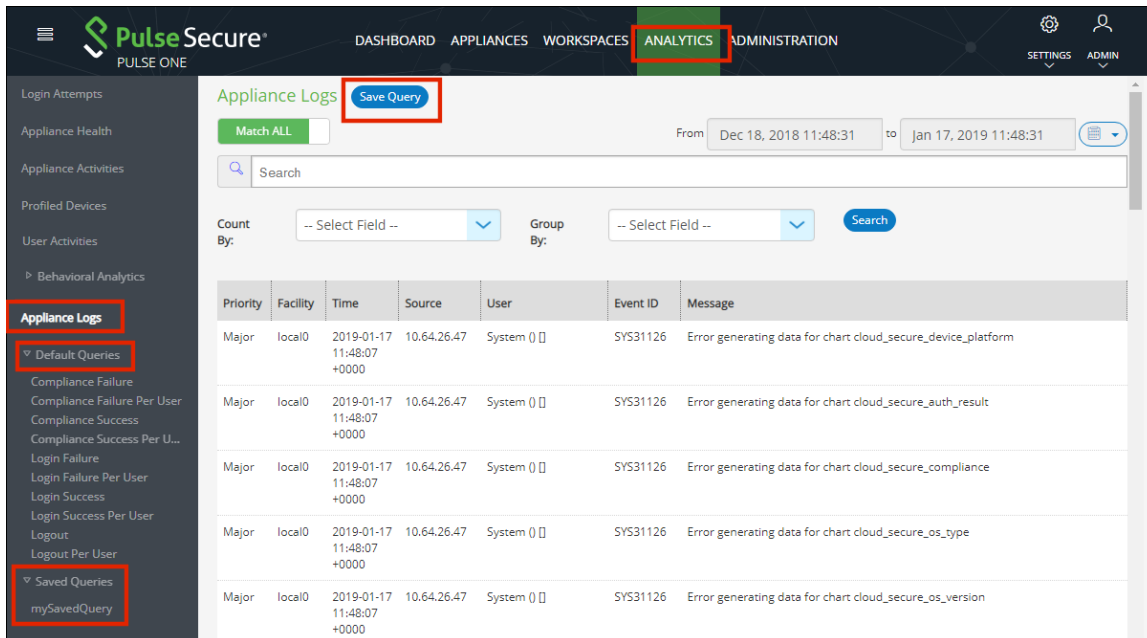 Pulse Secure®
PULSE ONE
DASHBOARD APPLIANCES WORKSPACES ANALYTICS ADMINISTRATION
SETTINGS ADMIN
Login Attempts
Appliance Health
Appliance Activities
Profiled Devices
User Activities
Behavioral Analytics
Appliance Logs
Default Queries
Compliance Failure
Compliance Failure Per User
Compliance Success
Compliance Success Per U...
Login Failure
Login Failure Per User
Login Success
Login Success Per User
Logout
Logout Per User
Saved Queries
mySavedQuery
Appliance Logs Save Query
Match ALL From Dec 18, 2018 11:48:31 to Jan 17, 2019 11:48:31
Search
Count By: -- Select Field -- Group By: -- Select Field -- Search
Priority Facility Time Source User Event ID Message
Major local0 2019-01-17 10.64.26.47 System () [] SYS31126 Error generating data for chart cloud_secure_device_platform
11:48:07
+0000
Major local0 2019-01-17 10.64.26.47 System () [] SYS31126 Error generating data for chart cloud_secure_auth_result
11:48:07
+0000
Major local0 2019-01-17 10.64.26.47 System () [] SYS31126 Error generating data for chart cloud_secure_compliance
11:48:07
+0000
Major local0 2019-01-17 10.64.26.47 System () [] SYS31126 Error generating data for chart cloud_secure_os_type
11:48:07
+0000
Major local0 2019-01-17 10.64.26.47 System () [] SYS31126 Error generating data for chart cloud_secure_os_version
11:48:07
+0000